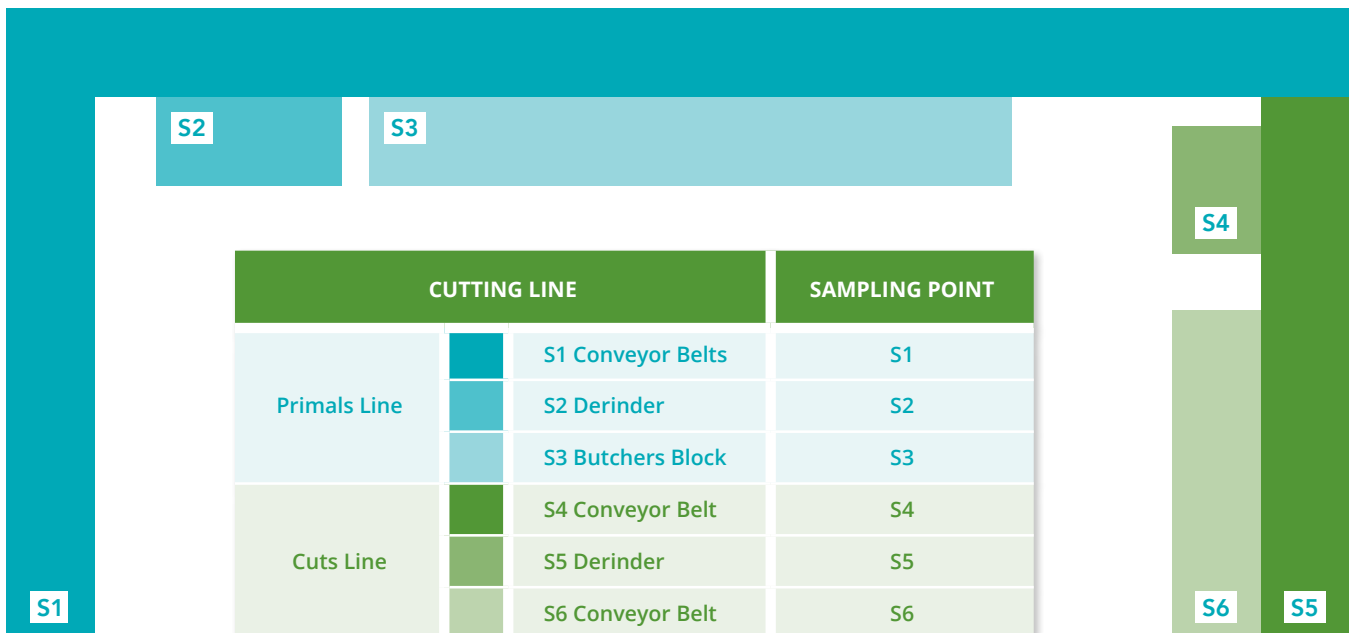 S2
S3
S4
CUTTING LINE SAMPLING POINT
S1 Conveyor Belts S1
Primals Line S2 Derinder S2
S3 Butchers Block S3
S4 Conveyor Belt S4
Cuts Line S5 Derinder S5
S6 Conveyor Belt S6
S1
S6
S5